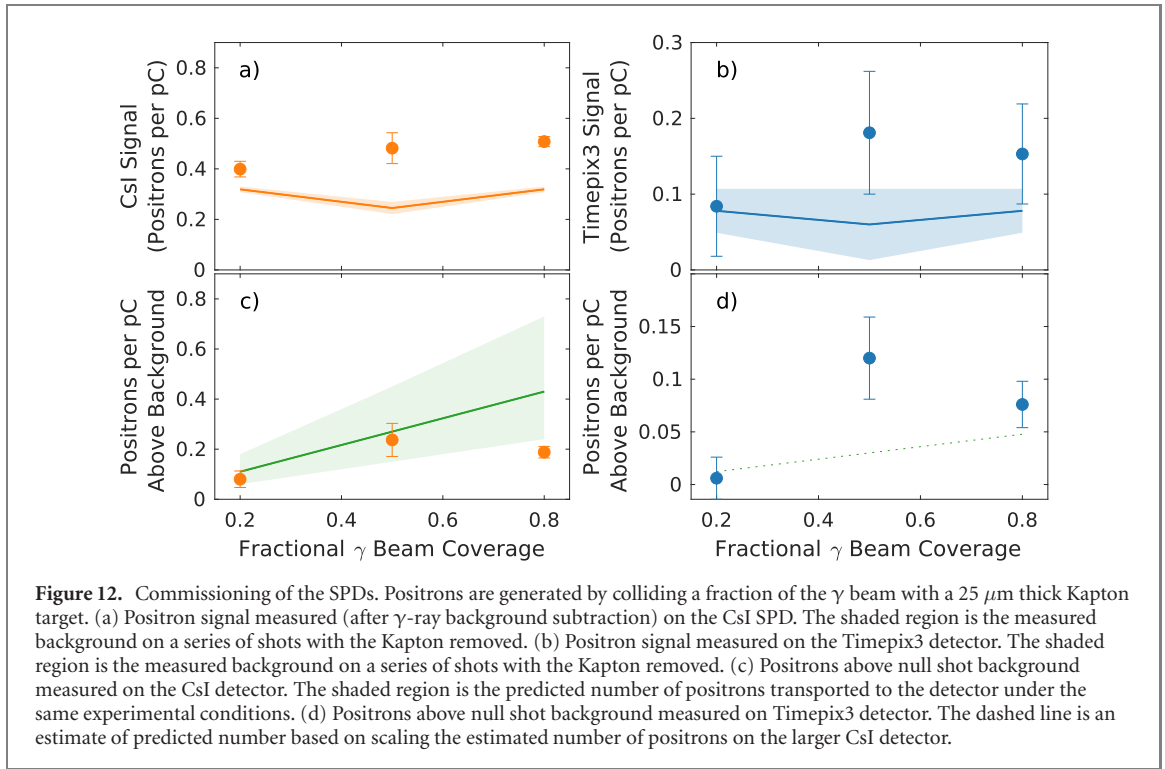 a)
CsI Signal
(Positrons per pC)
0.8
0.6
0.4
0.2
0
b)
Timepix3 Signal
(Positrons per pC)
0.3
0.2
0.1
0
c)
Positrons per pC
Above Background
0.8
0.6
0.4
0.2
0
0.2 0.4 0.6 0.8
Fractional γ Beam Coverage
d)
Positrons per pC
Above Background
0.15
0.1
0.05
0
0.2 0.4 0.6 0.8
Fractional γ Beam Coverage
Figure 12. Commissioning of the SPDs. Positrons are generated by colliding a fraction of the γ beam with a 25 μm thick Kapton
target. (a) Positron signal measured (after γ-ray background subtraction) on the CsI SPD. The shaded region is the measured
background on a series of shots with the Kapton removed. (b) Positron signal measured on the Timepix3 detector. The shaded
region is the measured background on a series of shots with the Kapton removed. (c) Positrons above null shot background
measured on the CsI detector. The shaded region is the predicted number of positrons transported to the detector under the
same experimental conditions. (d) Positrons above null shot background measured on Timepix3 detector. The dashed line is an
estimate of predicted number based on scaling the estimated number of positrons on the larger CsI detector.